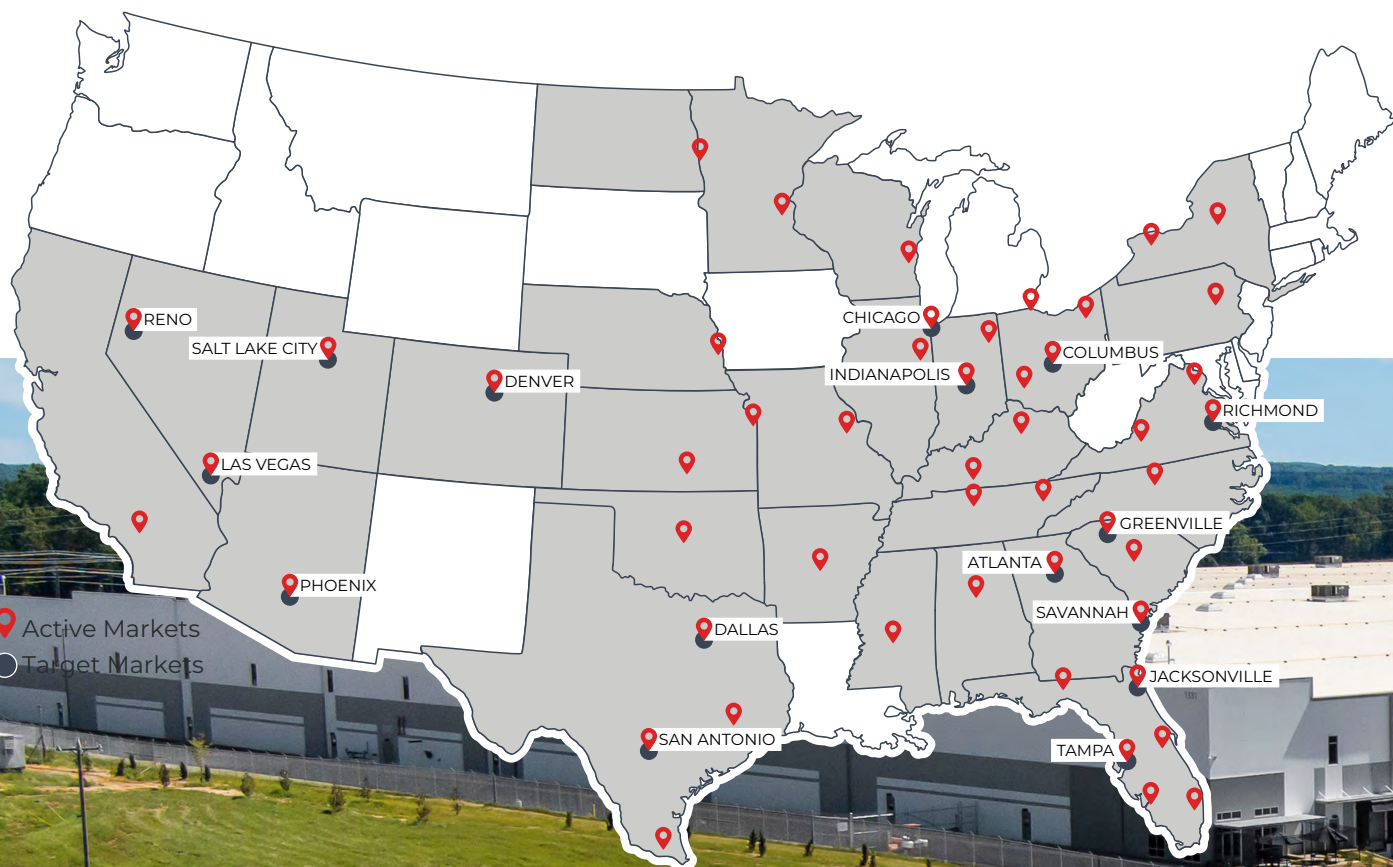 RENO
SALT LAKE CITY
DENVER
CHICAGO
COLUMBUS
INDIANAPOLIS
RICHMOND
LAS VEGAS
GREENVILLE
ATLANTA
PHOENIX
SAVANNAH
Active Markets
DALLAS
Target Markets
JACKSONVILLE
SAN ANTONIO
TAMPA